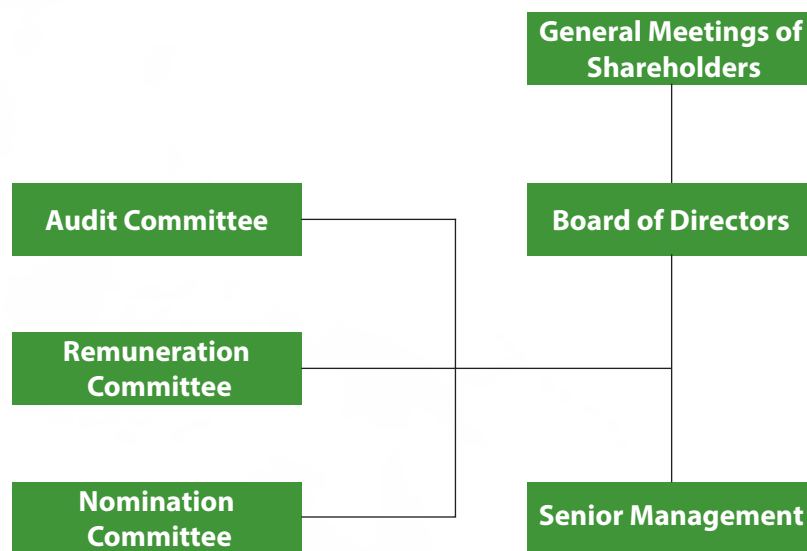 General Meetings of
Shareholders
Audit Committee
Board of Directors
Remuneration
Committee
Nomination
Committee
Senior Management